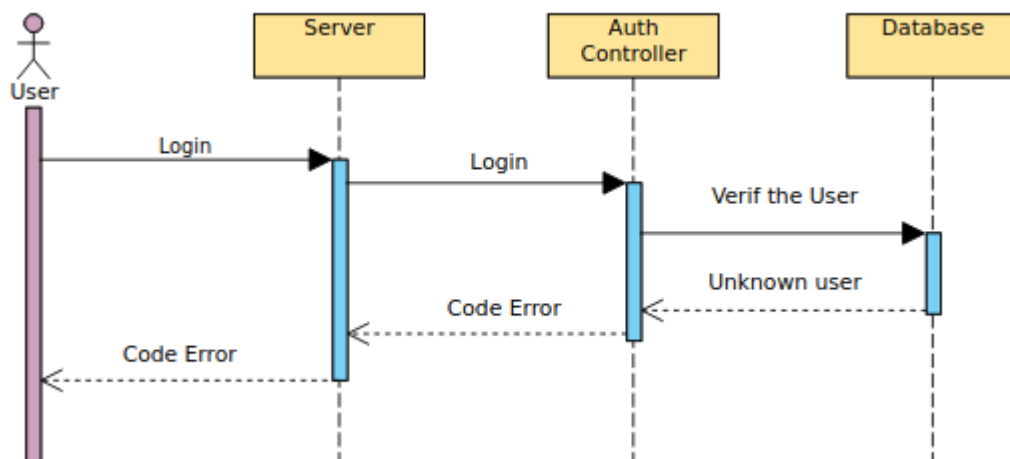 Server
Auth
Controller
Database
User
Login
Login
Verif the User
Unknown user
Code Error
Code Error